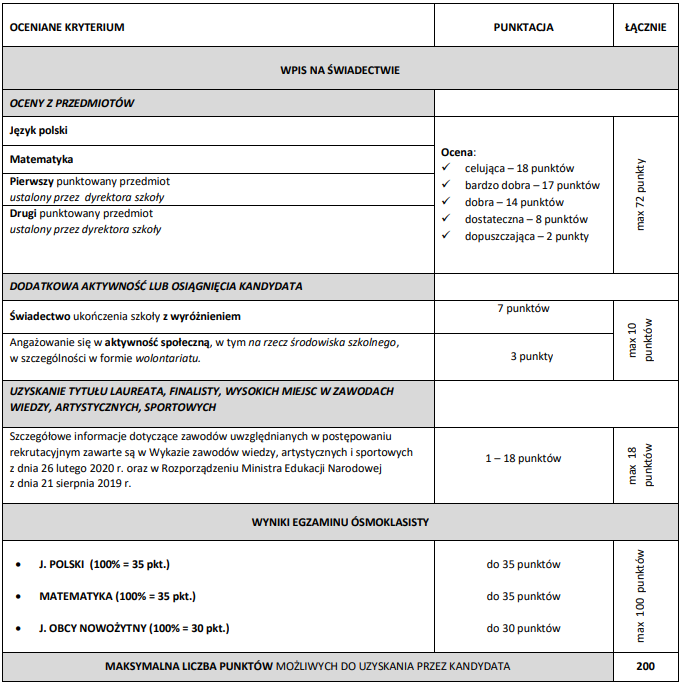 OCENIANE KRYTERIUM PUNKTACJA ŁĄCZNIE
WPIS NA ŚWIADECTWIE
OCENY Z PRZEDMIOTÓW
Język polski
Matematyka
Pierwszy punktowany przedmiot
ustalony przez dyrektora szkoły
Drugi punktowany przedmiot
ustalony przez dyrektora szkoły
Ocena:
✓ celująca – 18 punktów
✓ bardzo dobra – 17 punktów
✓ dobra – 14 punktów
✓ dostateczna – 8 punktów
✓ dopuszczająca – 2 punkty
max 72 punkty
DODATKOWA AKTYWNOŚĆ LUB OSIĄGNIĘCIA KANDYDATA
Świadectwo ukończenia szkoły z wyróżnieniem 7 punktów
Angażowanie się w aktywność społeczną, w tym na rzecz środowiska szkolnego,
w szczególności w formie wolontariatu. 3 punkty
max 10
punktów
UZYSKANIE TYTUŁU LAUREATA, FINALISTY, WYSOKICH MIEJSC W ZAWODACH
WIEDZY, ARTYSTYCZNYCH, SPORTOWYCH
Szczegółowe informacje dotyczące zawodów uwzględnianych w postępowaniu
rekrutacyjnym zawarte są w Wykazie zawodów wiedzy, artystycznych i sportowych
z dnia 26 lutego 2020 r. oraz w Rozporządzeniu Ministra Edukacji Narodowej
z dnia 21 sierpnia 2019 r.
1 – 18 punktów
max 18
punktów
WYNIKI EGZAMINU ÓSMOKLASISTY
• J. POLSKI (100% = 35 pkt.) do 35 punktów
• MATEMATYKA (100% = 35 pkt.) do 35 punktów
• J. OBCY NOWOŻYTNY (100% = 30 pkt.) do 30 punktów
max 100 punktów
MAKSYMALNA LICZBA PUNKTÓW MOŻLIWYCH DO UZYSKANIA PRZEZ KANDYDATA 200